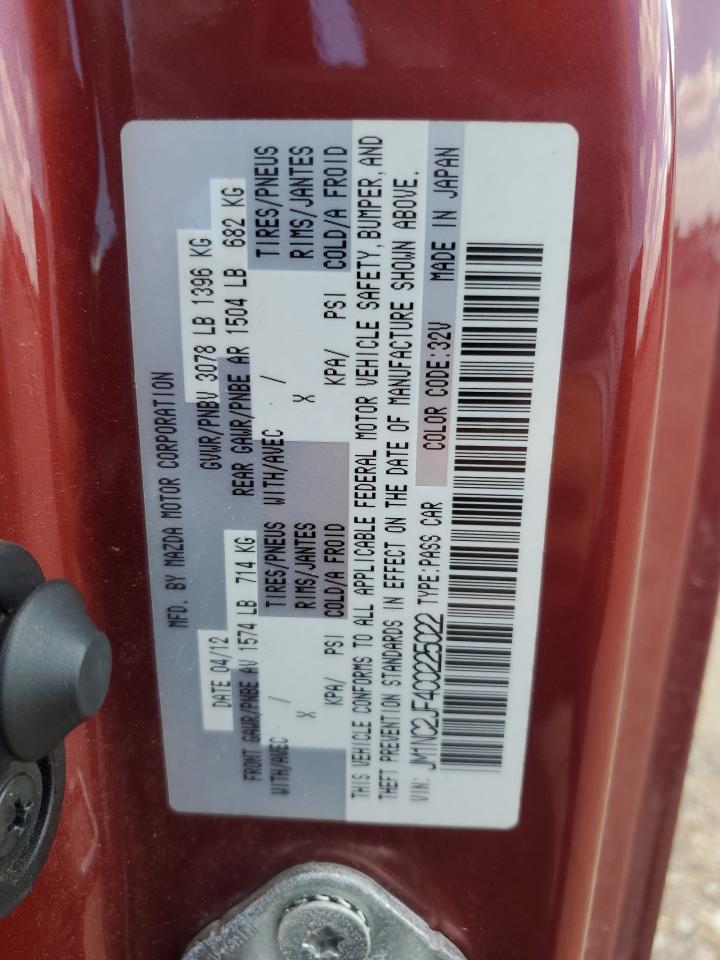 MFD. BY MAZDA MOTOR CORPORATION
DATE 04/12 GVWR/PNBV 3078 LB 1396 KG
FRONT GAWR/PNBE AV 1574 LB 714 KG REAR GAWR/PNBE AR 1504 LB 682 KG
WITH/AVEC / TIRES/PNEUS WITH/AVEC / TIRES/PNEUS
X RIMS/JANTES X RIMS/JANTES
KPA/ PSI COLD/A FROID KPA/ PSI COLD/A FROID
THIS VEHICLE CONFORMS TO ALL APPLICABLE FEDERAL MOTOR VEHICLE SAFETY, BUMPER, AND
THEFT PREVENTION STANDARDS IN EFFECT ON THE DATE OF MANUFACTURE SHOWN ABOVE.
VIN: JM1NC2JF4C0225022 TYPE:PASS CAR COLOR CODE:32V MADE IN JAPAN